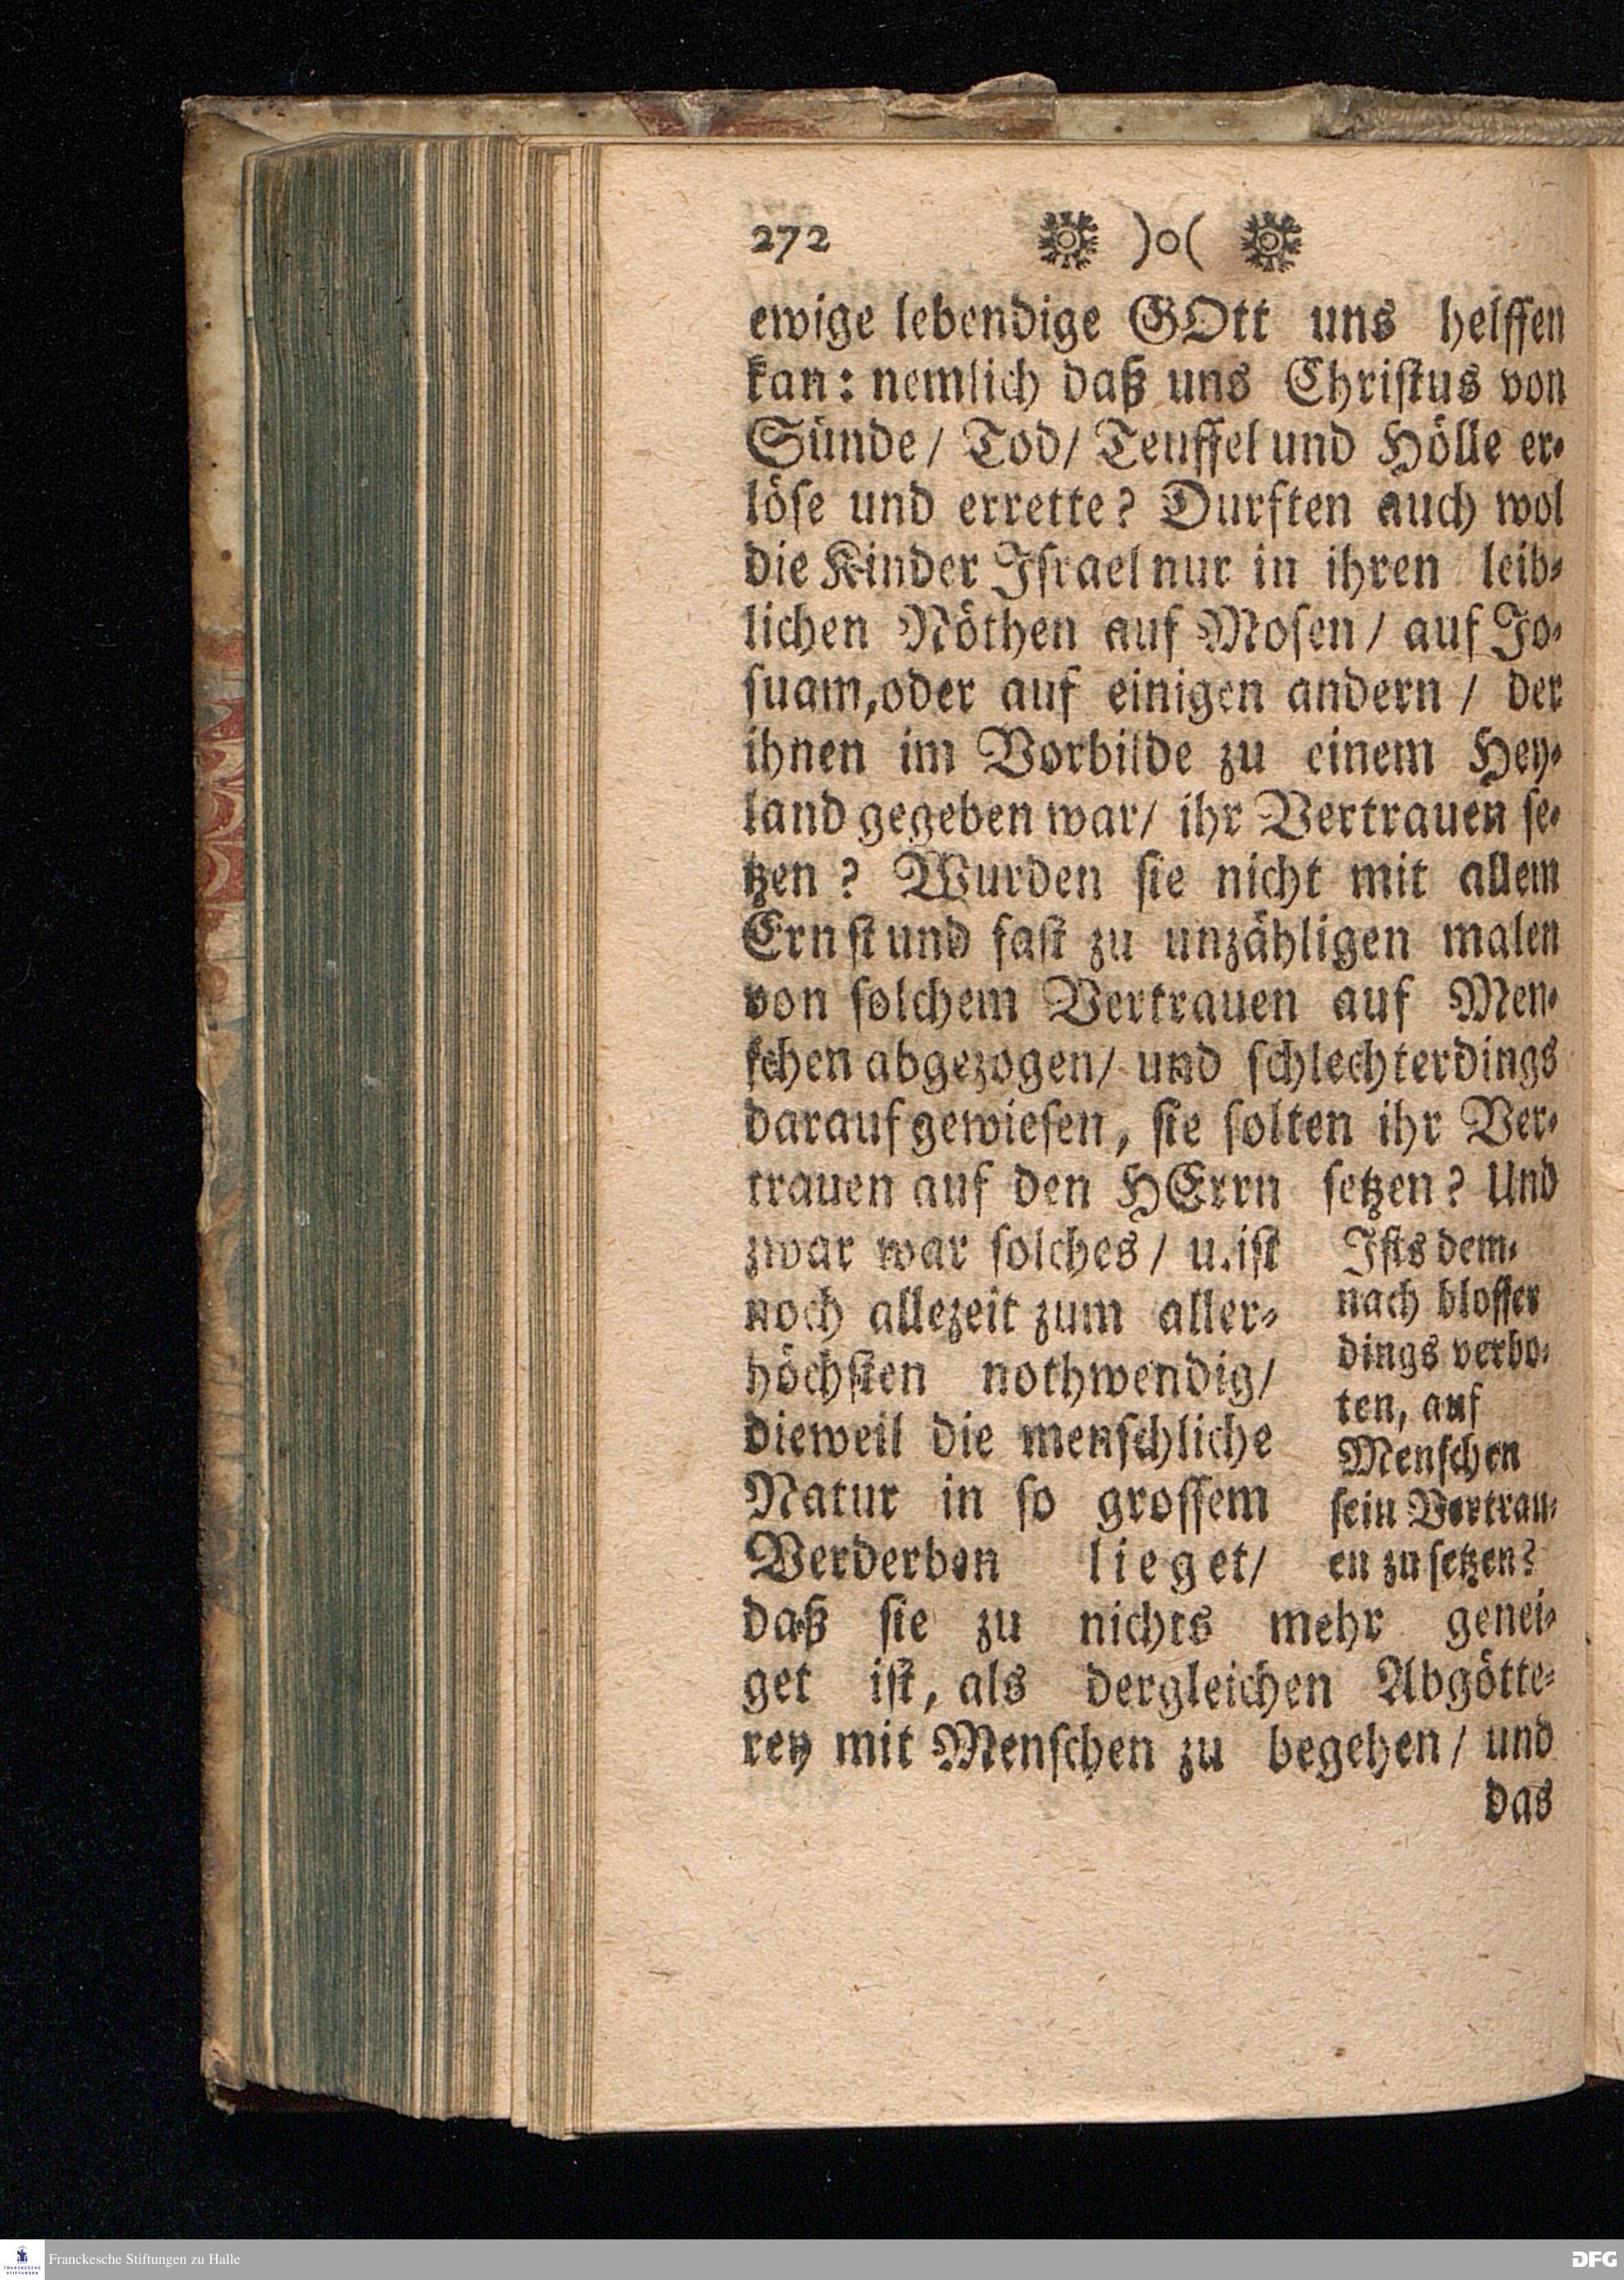 272 )o(
ewige lebendige GOtt uns helffen
kan: nemlich daß uns Christus von
Sünde/ Tod/ Teuffel und Hölle er-
löse und errette? Durften auch wol
die Kinder Israel nur in ihren leib-
lichen Nöthen auf Mosen/ auf Jo-
suam, oder auf einigen andern/ der
ihnen im Vorbilde zu einem Hey-
land gegeben war/ ihr Vertrauen se-
tzen? Wurden sie nicht mit allem
Ernst und fast zu unzähligen malen
von solchem Vertrauen auf Men-
schen abgezogen/ und schlechterdings
darauf gewiesen, sie solten ihr Ver-
trauen auf den HErrn setzen? Und
zwar war solches/ u. ist
noch allezeit zum aller-
höchsten nothwendig/
dieweil die menschliche
Natur in so grossem
Verderben lieget/
Ists dem-
nach blosser
dings verbo-
ten, auf
Menschen
sein Vertrau-
en zu setzen?
daß sie zu nichts mehr genei-
get ist, als dergleichen Abgötte-
rey mit Menschen zu begehen/ und
das
Franckesche Stiftungen zu Halle
DFG